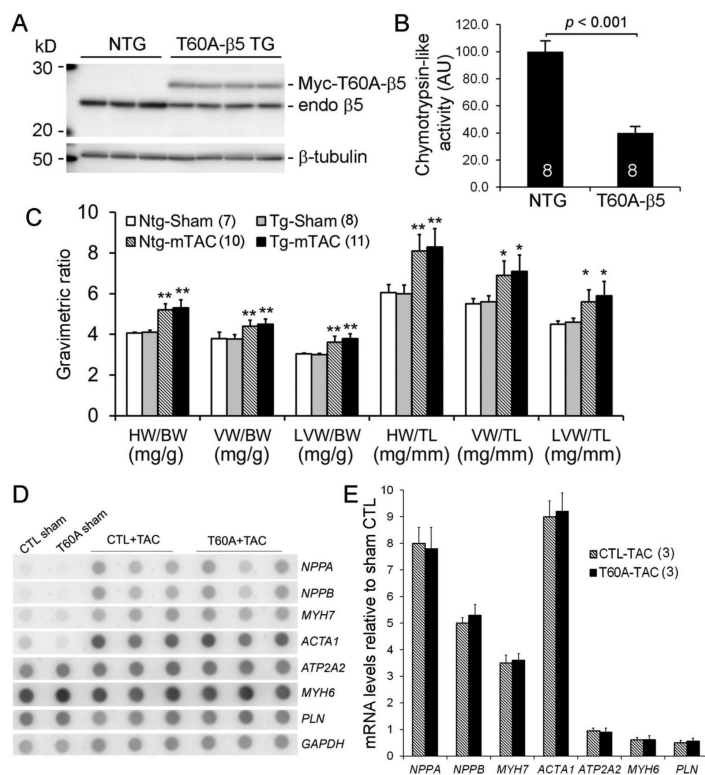 A
kD
NTG
T60A-β5 TG
30
Myc-T60A-β5
endo β5
20
50
β-tubulin
B
p < 0.001
Chymotrypsin-like
activity (AU)
120.0
100.0
80.0
60.0
40.0
20.0
0.0
8
8
NTG
T60A-β5
C
Gravimetric ratio
10
8
6
4
2
0
Ntg-Sham (7)
Tg-Sham (8)
Ntg-mTAC (10)
Tg-mTAC (11)
** **
** **
** **
** **
* *
* *
HW/BW
(mg/g)
VW/BW
(mg/g)
LVW/BW
(mg/g)
HW/TL
(mg/mm)
VW/TL
(mg/mm)
LVW/TL
(mg/mm)
D
CTL sham
T60A sham
CTL+TAC
T60A+TAC
NPPA
NPPB
MYH7
ACTA1
ATP2A2
MYH6
PLN
GAPDH
E
mRNA levels relative to sham CTL
10
9
8
7
6
5
4
3
2
1
0
CTL-TAC (3)
T60A-TAC (3)
NPPA
NPPB
MYH7
ACTA1
ATP2A2
MYH6
PLN